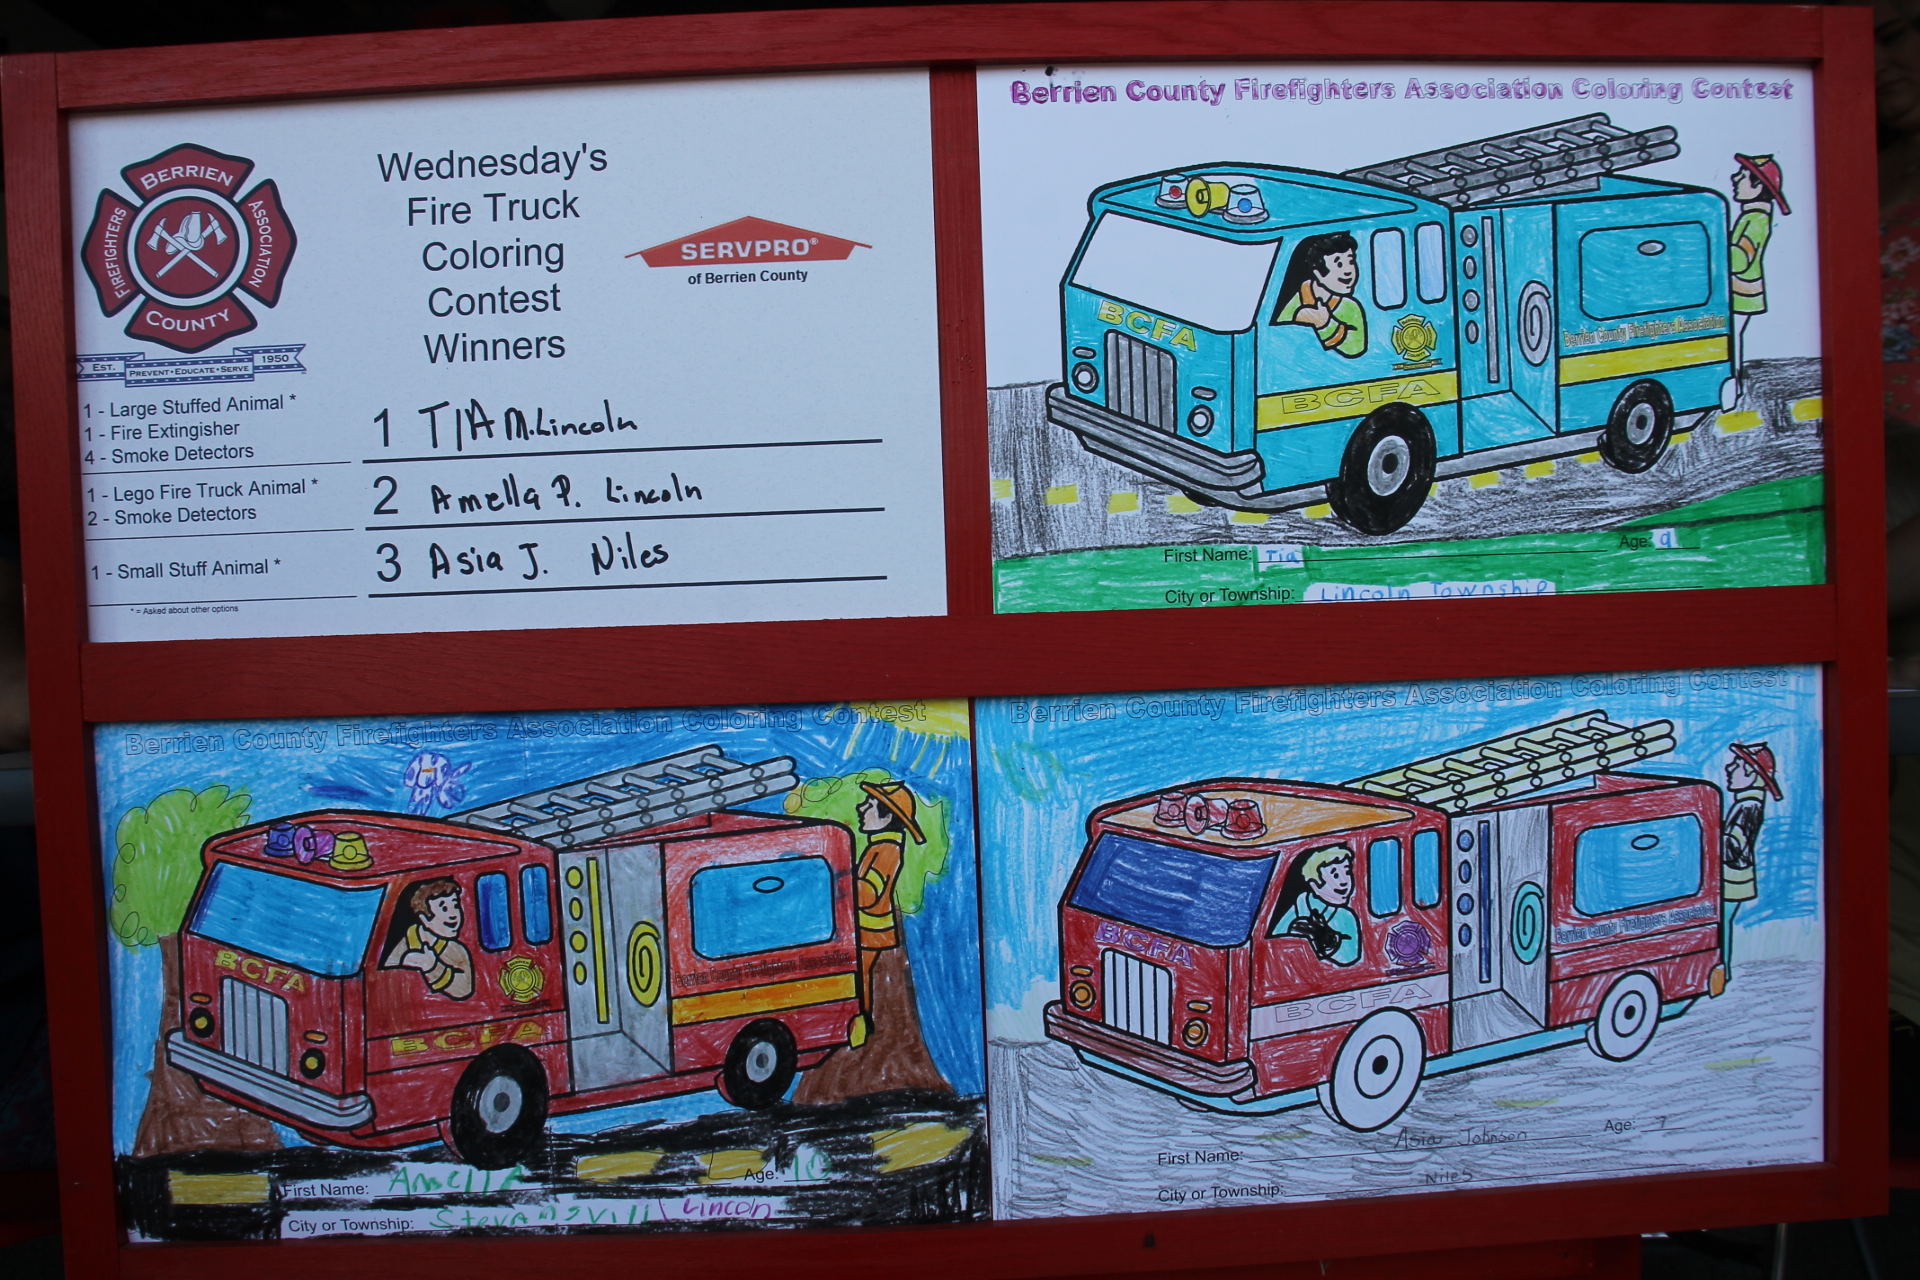 BERRIEN
FIREFIGHTERS
ASSOCIATION
COUNTY
EST.
1950
PREVENT • EDUCATE • SERVE
Wednesday's
Fire Truck
Coloring
Contest
Winners
SERVPRO®
of Berrien County
1 - Large Stuffed Animal *
1 - Fire Extingisher
4 - Smoke Detectors
1 TIA M. Lincoln
1 - Lego Fire Truck Animal *
2 - Smoke Detectors
2 Amella P. Lincoln
1 - Small Stuff Animal *
3 Asia J. Niles
* = Asked about other options
Berrien County Firefighters Association Coloring Contest
BCFA
Berrien County Firefighters Association
BCFA
First Name: Tia Age: 9
City or Township: Lincoln Township
Berrien County Firefighters Association Coloring Contest
BCFA
Berrien County Firefighters Association
BCFA
First Name: Amella Age: 10
City or Township: Stevansvill Lincoln
Berrien County Firefighters Association Coloring Contest
BCFA
Berrien County Firefighters Association
BCFA
First Name: Asia Johnson Age: 7
City or Township: Niles